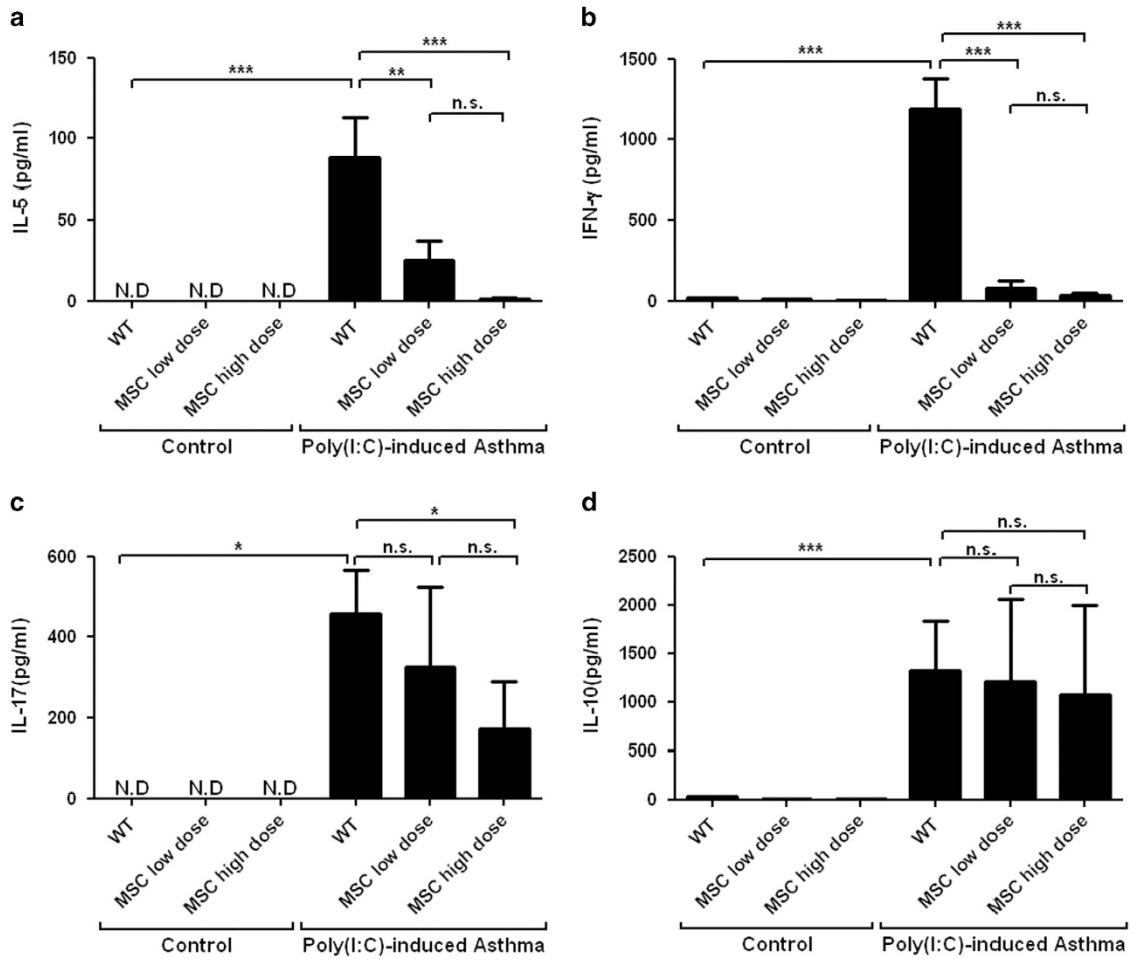 a
***
***
**
n.s.
150
100
50
0
IL-5 (pg/ml)
N.D N.D N.D
WT
MSC low dose
MSC high dose
WT
MSC low dose
MSC high dose
Control
Poly(I:C)-induced Asthma
b
***
***
***
n.s.
1500
1000
500
0
IFN-γ (pg/ml)
WT
MSC low dose
MSC high dose
WT
MSC low dose
MSC high dose
Control
Poly(I:C)-induced Asthma
c
*
*
n.s.
n.s.
600
400
200
0
IL-17(pg/ml)
N.D N.D N.D
WT
MSC low dose
MSC high dose
WT
MSC low dose
MSC high dose
Control
Poly(I:C)-induced Asthma
d
n.s.
***
n.s.
n.s.
2500
2000
1500
1000
500
0
IL-10(pg/ml)
WT
MSC low dose
MSC high dose
WT
MSC low dose
MSC high dose
Control
Poly(I:C)-induced Asthma